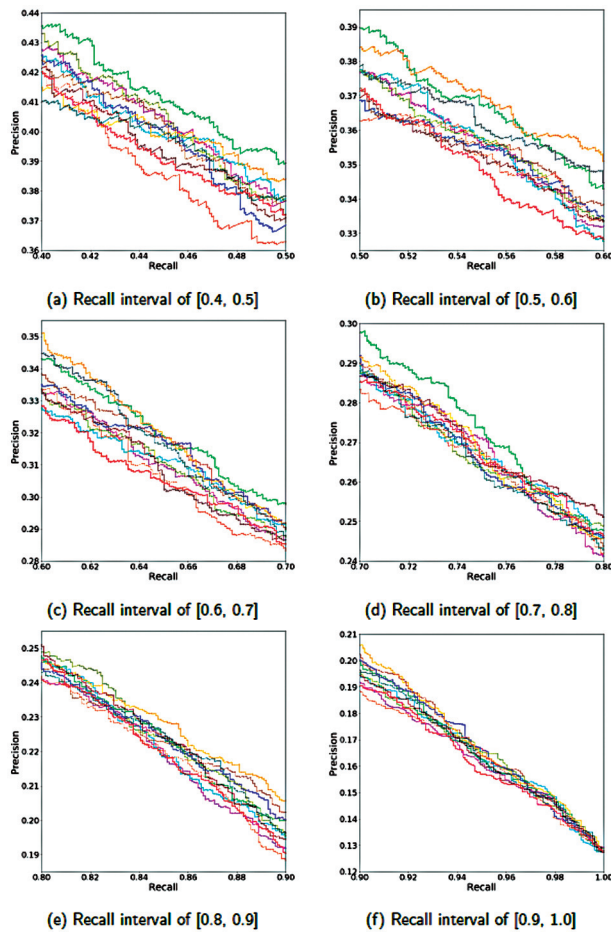 0.44
0.43
0.42
0.41
0.40
0.39
0.38
0.37
0.36
Precision
0.40 0.42 0.44 0.46 0.48 0.50
Recall
(a) Recall interval of [0.4, 0.5]
0.39
0.38
0.37
0.36
0.35
0.34
0.33
Precision
0.50 0.52 0.54 0.56 0.58 0.60
Recall
(b) Recall interval of [0.5, 0.6]
0.35
0.34
0.33
0.32
0.31
0.30
0.29
0.28
Precision
0.60 0.62 0.64 0.66 0.68 0.70
Recall
(c) Recall interval of [0.6, 0.7]
0.30
0.29
0.28
0.27
0.26
0.25
0.24
Precision
0.70 0.72 0.74 0.76 0.78 0.80
Recall
(d) Recall interval of [0.7, 0.8]
0.25
0.24
0.23
0.22
0.21
0.20
0.19
Precision
0.80 0.82 0.84 0.86 0.88 0.90
Recall
(e) Recall interval of [0.8, 0.9]
0.21
0.20
0.19
0.18
0.17
0.16
0.15
0.14
0.13
0.12
Precision
0.90 0.92 0.94 0.96 0.98 1.00
Recall
(f) Recall interval of [0.9, 1.0]